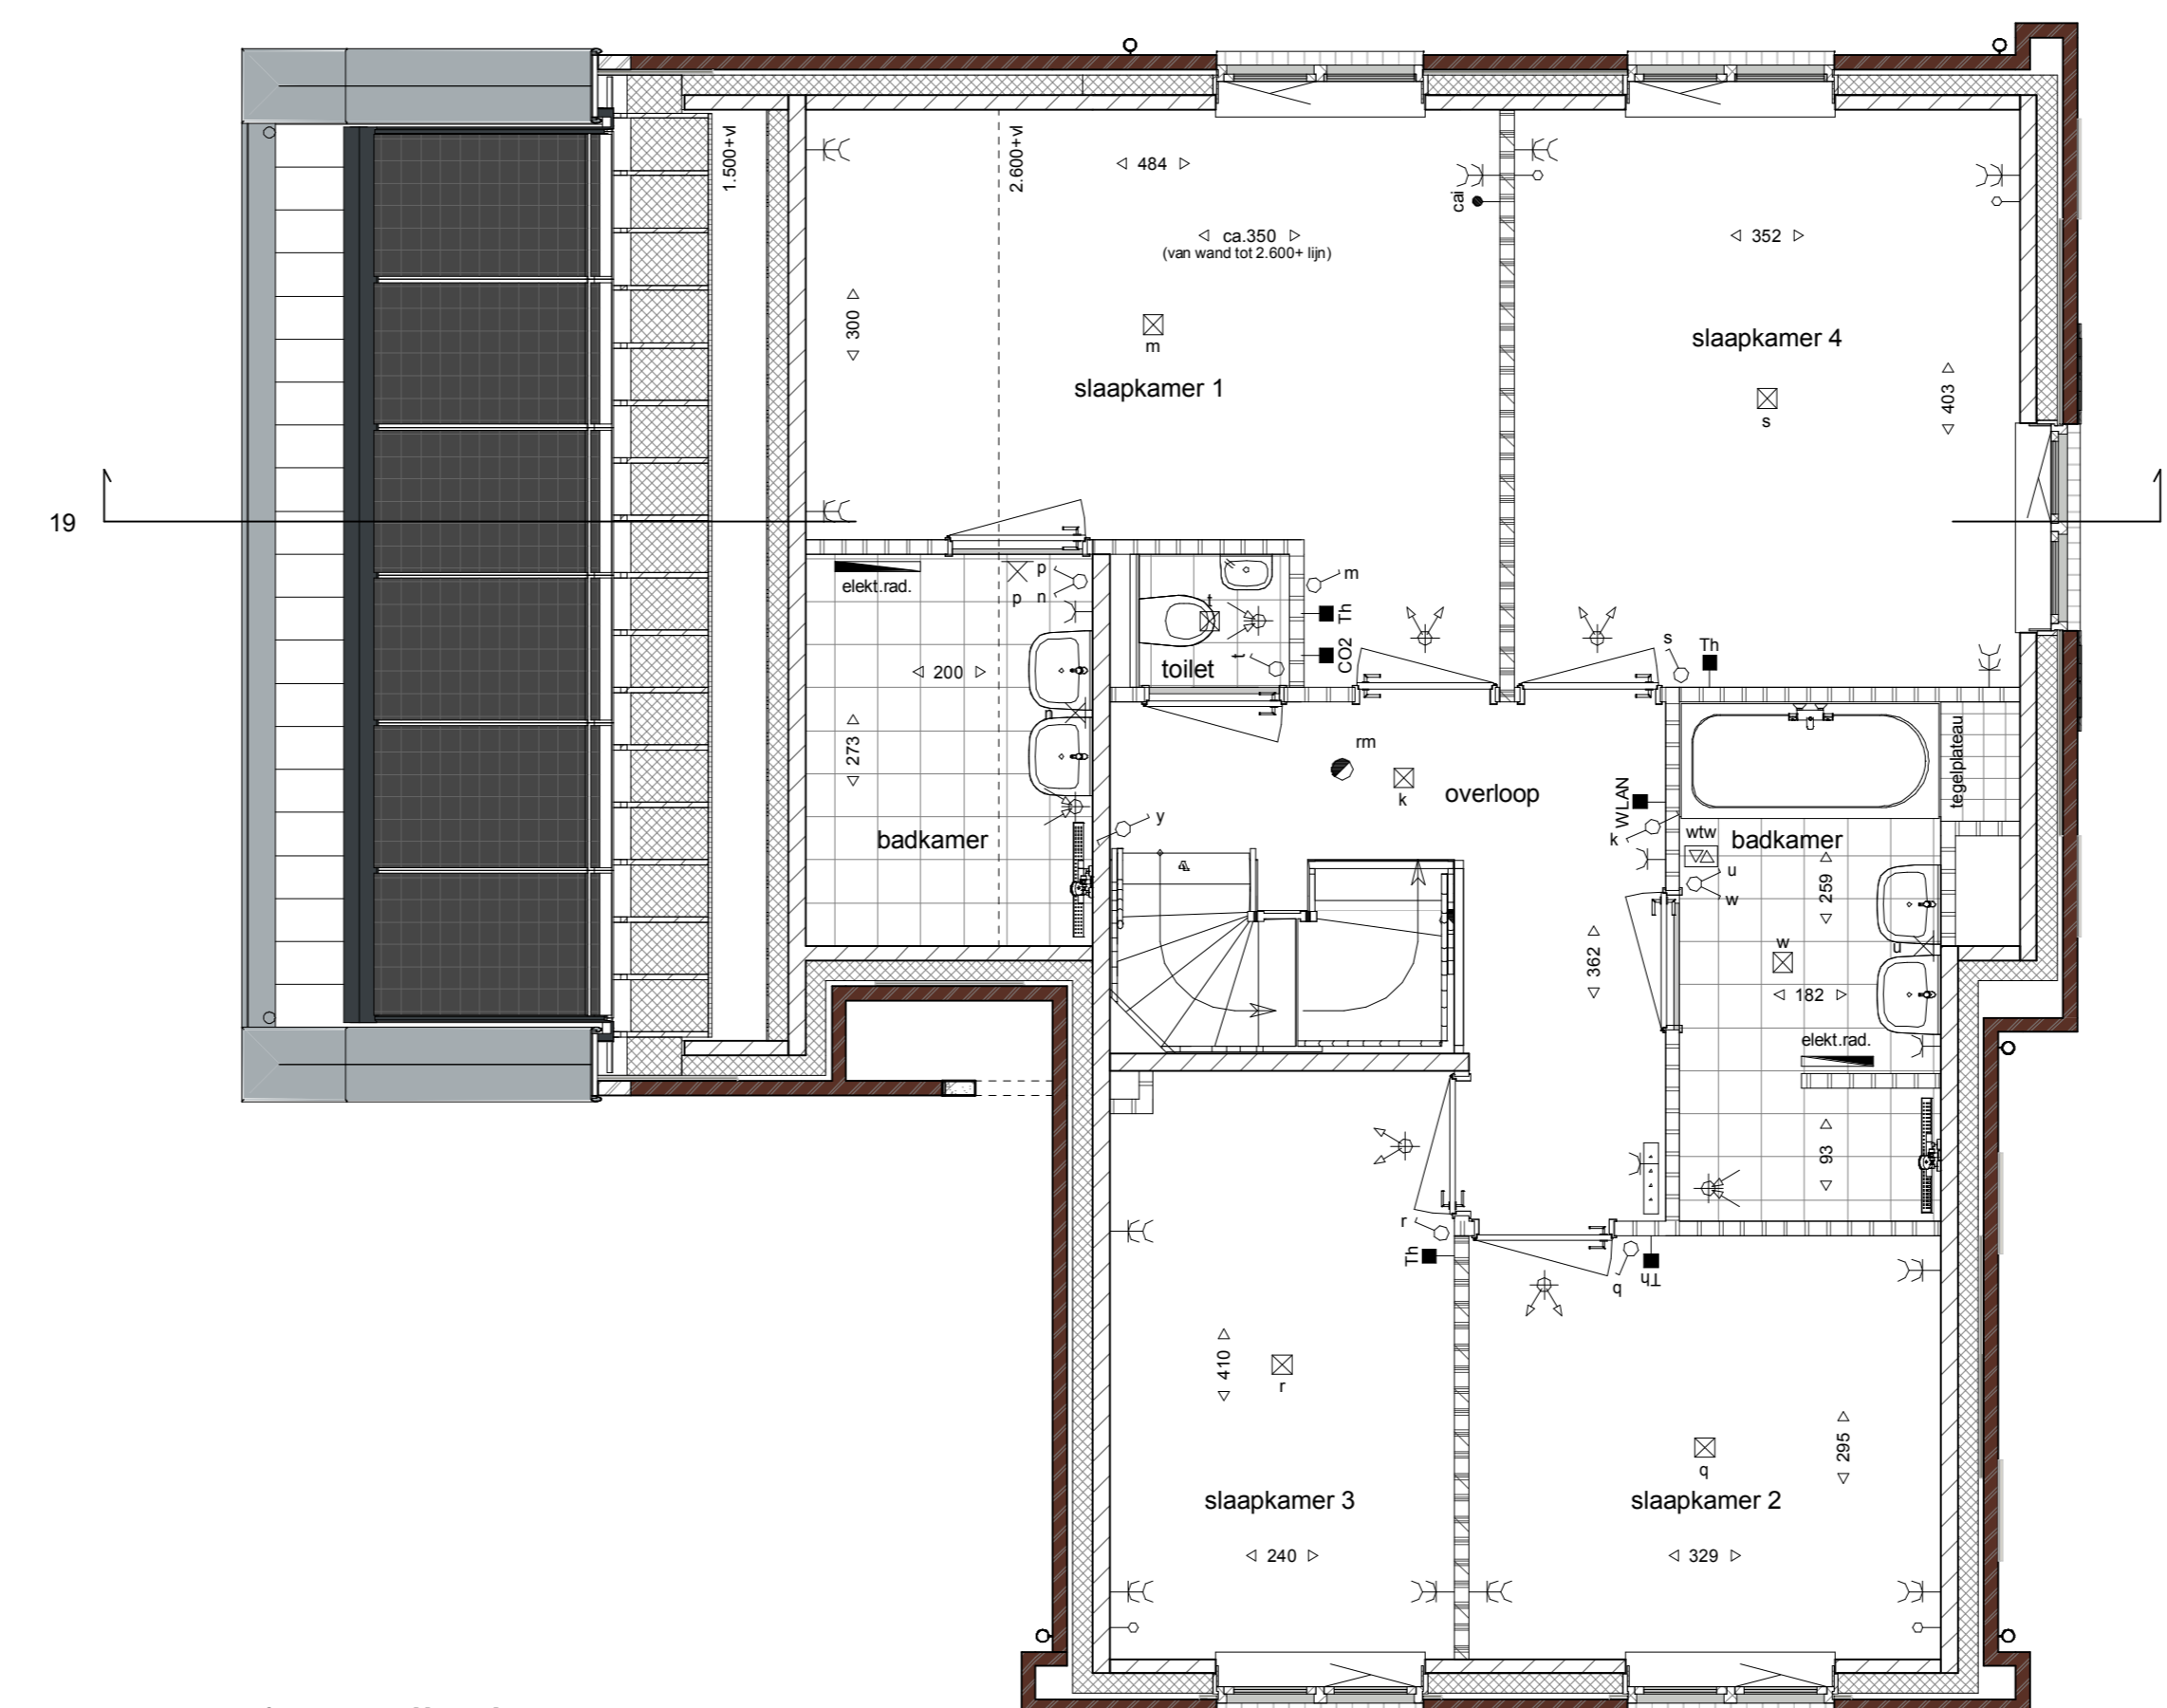 1.500+vl
2.600+vl
484
cai
ca.350
(van wand tot 2.600+ lijn)
352
300
m
slaapkamer 1
slaapkamer 4
s
403
19
elekt.rad.
p
p n
t
m
Th
CO2
t
toilet
s
Th
200
273
badkamer
y
rm
k
overloop
WLAN
k
wtw
badkamer
tegelplateau
u
w
259
362
w
u
182
elekt.rad.
93
r
Th
q
Th
410
r
295
q
slaapkamer 3
slaapkamer 2
240
329